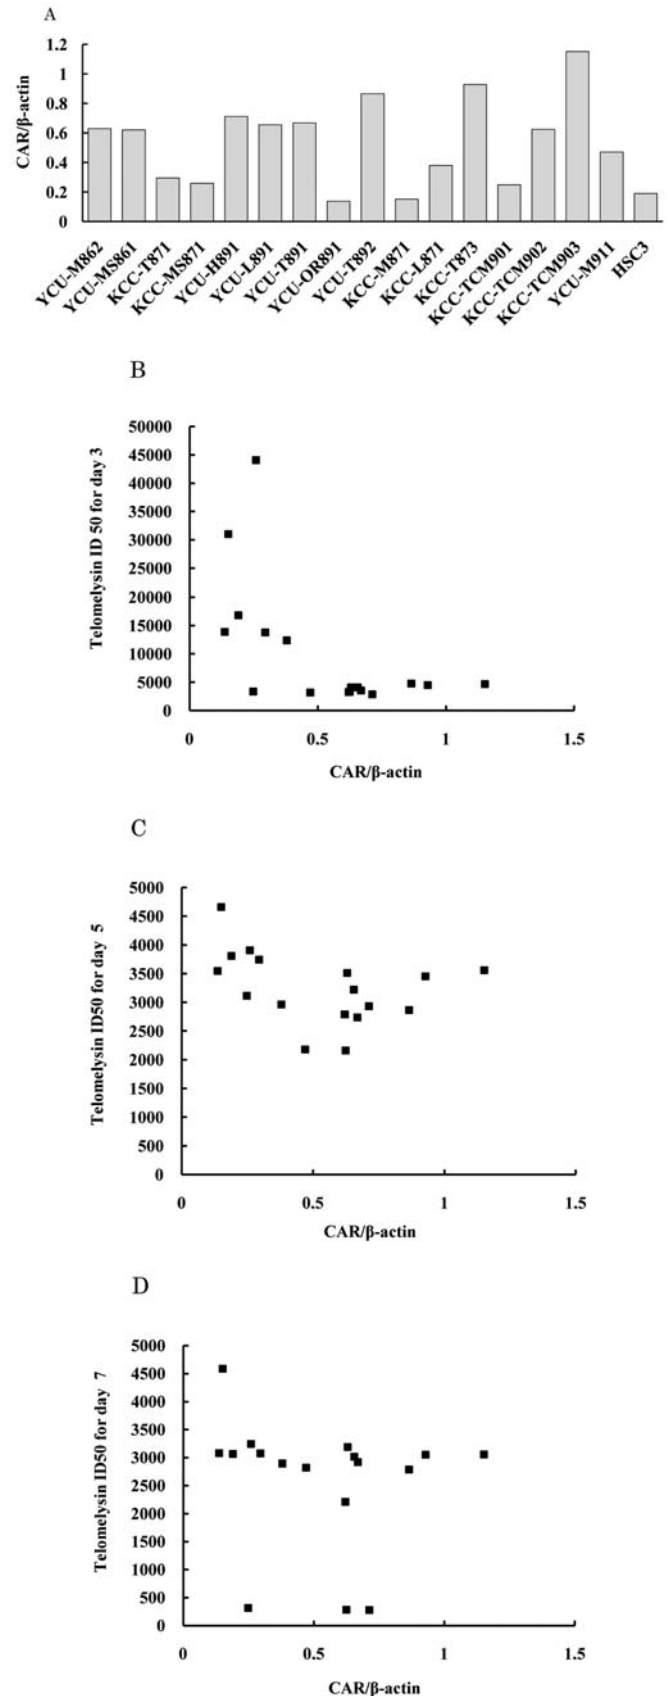 A
1.2
1
0.8
0.6
0.4
0.2
0
CAR/β-actin
YCU-M862
YCU-MS861
KCC-T871
KCC-MS871
YCU-H891
YCU-L891
YCU-T891
YCU-OR891
YCU-T892
KCC-M871
KCC-L871
KCC-T873
KCC-TCM901
KCC-TCM902
KCC-TCM903
YCU-M911
HSC3
B
50000
45000
40000
35000
30000
25000
20000
15000
10000
5000
0
Telomelysin ID 50 for day 3
0 0.5 1 1.5
CAR/β-actin
C
5000
4500
4000
3500
3000
2500
2000
1500
1000
500
0
Telomelysin ID50 for day 5
0 0.5 1 1.5
CAR/β-actin
D
5000
4500
4000
3500
3000
2500
2000
1500
1000
500
0
Telomelysin ID50 for day 7
0 0.5 1 1.5
CAR/β-actin